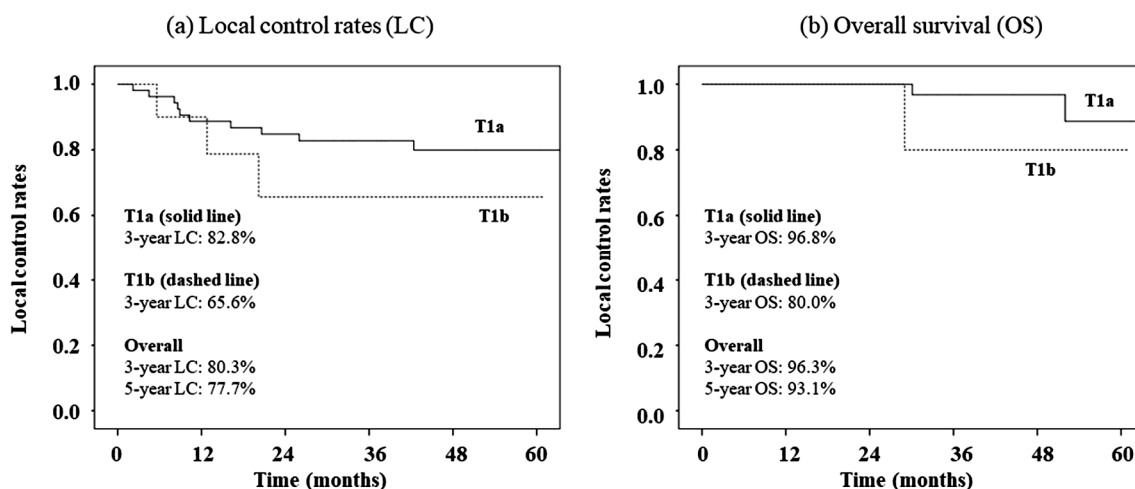 (a) Local control rates (LC)
Local control rates
1.0
0.8
0.6
0.4
0.2
0.0
T1a
T1b
T1a (solid line)
3-year LC: 82.8%
T1b (dashed line)
3-year LC: 65.6%
Overall
3-year LC: 80.3%
5-year LC: 77.7%
0 12 24 36 48 60
Time (months)
(b) Overall survival (OS)
Local control rates
1.0
0.8
0.6
0.4
0.2
0.0
T1a
T1b
T1a (solid line)
3-year OS: 96.8%
T1b (dashed line)
3-year OS: 80.0%
Overall
3-year OS: 96.3%
5-year OS: 93.1%
0 12 24 36 48 60
Time (months)